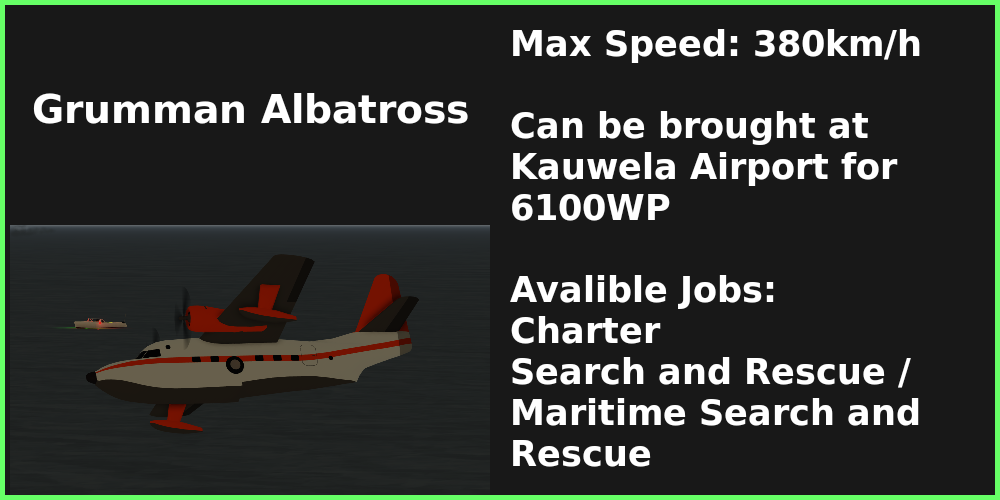 Grumman Albatross
Max Speed: 380km/h
Can be brought at
Kauwela Airport for
6100WP
Avalible Jobs:
Charter
Search and Rescue /
Maritime Search and
Rescue